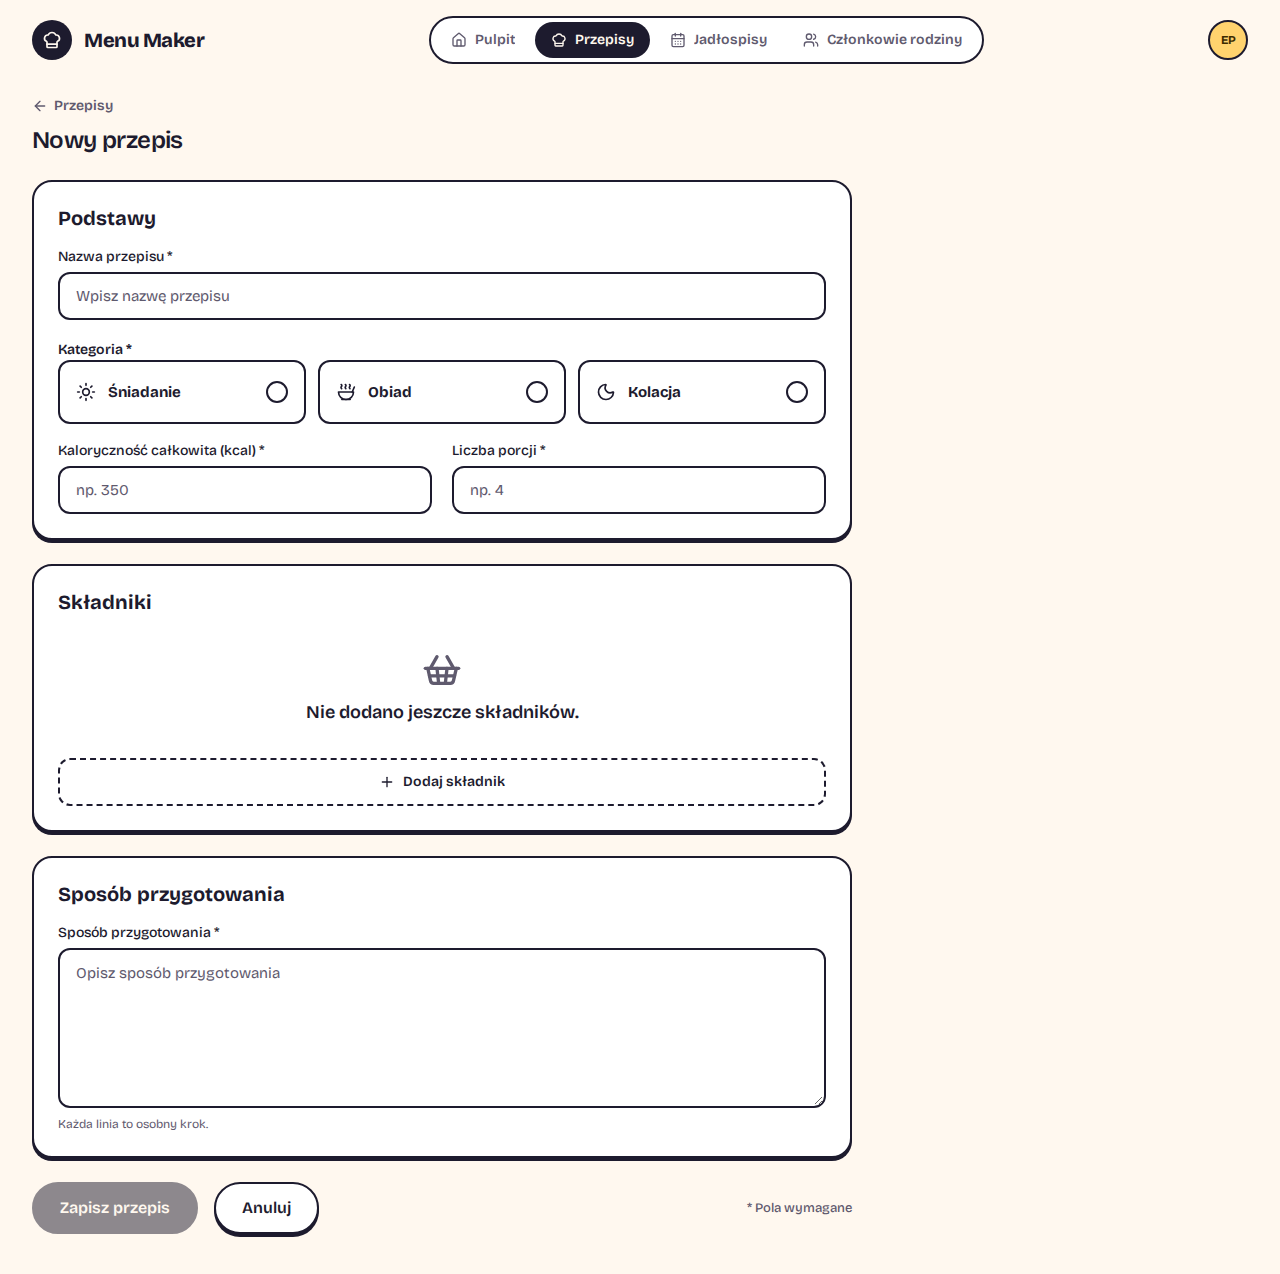 Menu Maker
Pulpit
Przepisy
Jadłospisy
Członkowie rodziny
EP
Przepisy
Nowy przepis
Podstawy
Nazwa przepisu *
Wpisz nazwę przepisu
Kategoria *
Śniadanie
Obiad
Kolacja
Kaloryczność całkowita (kcal) *
Liczba porcji *
np. 350
np. 4
Składniki
Nie dodano jeszcze składników.
Dodaj składnik
Sposób przygotowania
Sposób przygotowania *
Opisz sposób przygotowania
Każda linia to osobny krok.
Zapisz przepis
Anuluj
* Pola wymagane